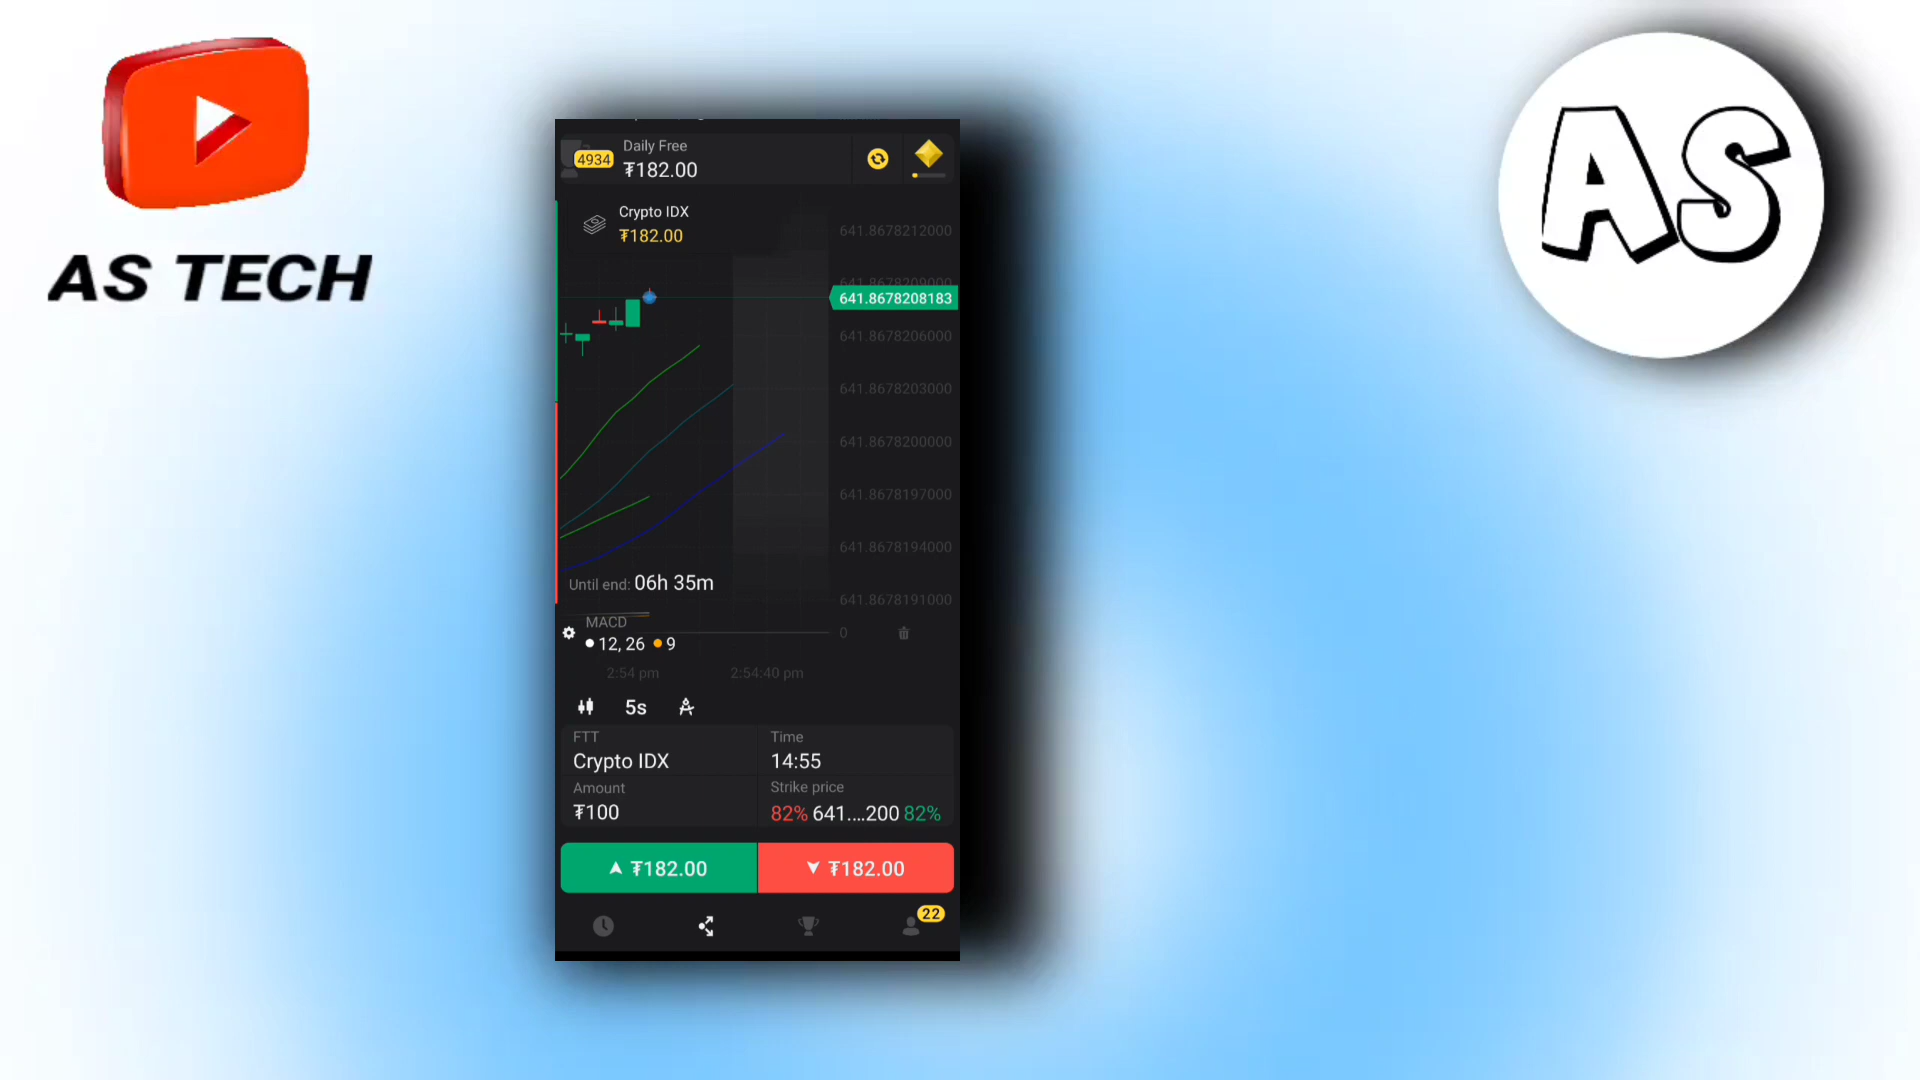 AS TECH
AS
4934
Daily Free
₮182.00
Crypto IDX
₮182.00
641.8678212000
641.8678209000
641.8678208183
641.8678206000
641.8678203000
641.8678200000
641.8678197000
641.8678194000
Until end: 06h 35m
641.8678191000
MACD
12, 26 9
0
2:54 pm 2:54:40 pm
5s
FTT Time
Crypto IDX 14:55
Amount Strike price
₮100 82% 641....200 82%
₮182.00 ₮182.00
22